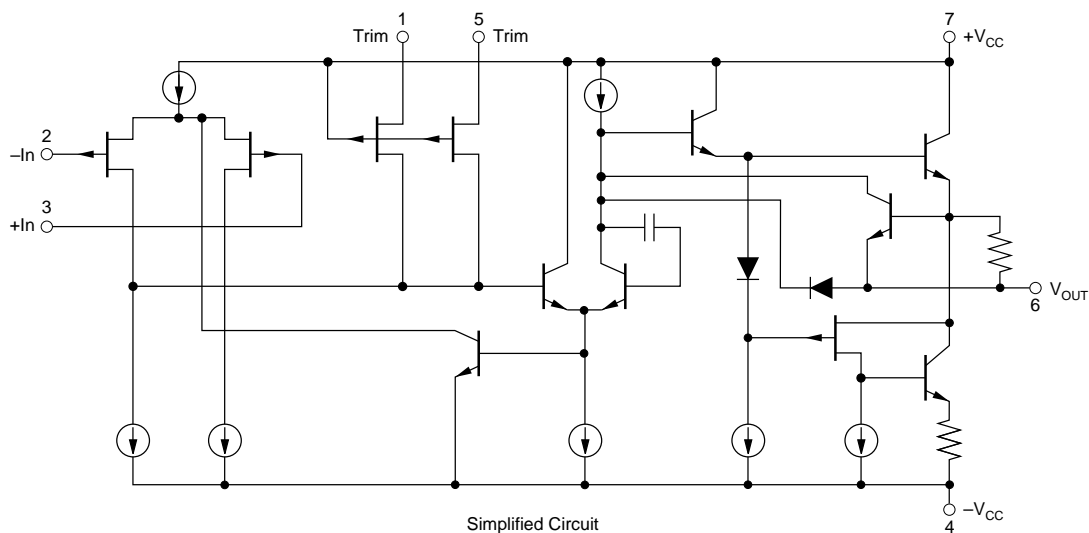 1
5
7
Trim
Trim
+VCC
2
–In
3
+In
VOUT
6
–VCC
4
Simplified Circuit